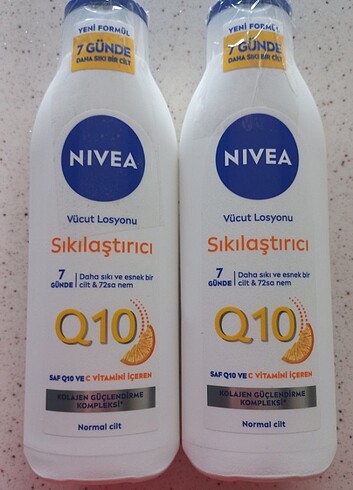 YENİ FORMÜL
7 GÜNDE
DAHA SIKI BİR CİLT
NIVEA
Vücut Losyonu
Sıkılaştırıcı
7 GÜNDE
Daha sıkı ve esnek bir
cilt & 72sa nem
Q10
SAF Q10 VE C VİTAMİNİ İÇEREN
KOLAJEN GÜÇLENDİRME
KOMPLEKSİ*
Normal cilt
YENİ FORMÜL
7 GÜNDE
DAHA SIKI BİR CİLT
NIVEA
Vücut Losyonu
Sıkılaştırıcı
7 GÜNDE
Daha sıkı ve esnek bir
cilt & 72sa nem
Q10
SAF Q10 VE C VİTAMİNİ İÇEREN
KOLAJEN GÜÇLENDİRME
KOMPLEKSİ*
Normal cilt